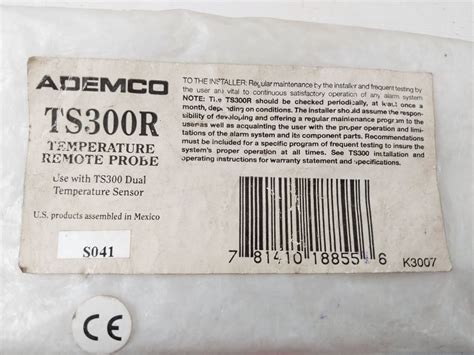 ADEMCO
TS300R
TEMPERATURE
REMOTE PROBE
Use with TS300 Dual
Temperature Sensor
U.S. products assembled in Mexico
S041
TO THE INSTALLER: Regular maintenance by the installer and frequent testing by
the user are vital to continuous satisfactory operation of any alarm system
NOTE: The TS300R should be checked periodically, at least once a
month, depending on conditions. The installer should assume the respon-
sibility of developing and offering a regular maintenance program to the
user as well as acquainting the user with the proper operation and limi-
tations of the alarm system and its component parts. Recommendations
must be included for a specific program of frequent testing to insure the
system's proper operation at all times. See TS300 installation and
operating instructions for warranty statement and specifications.
7 81410 18855 6
K3007
CE